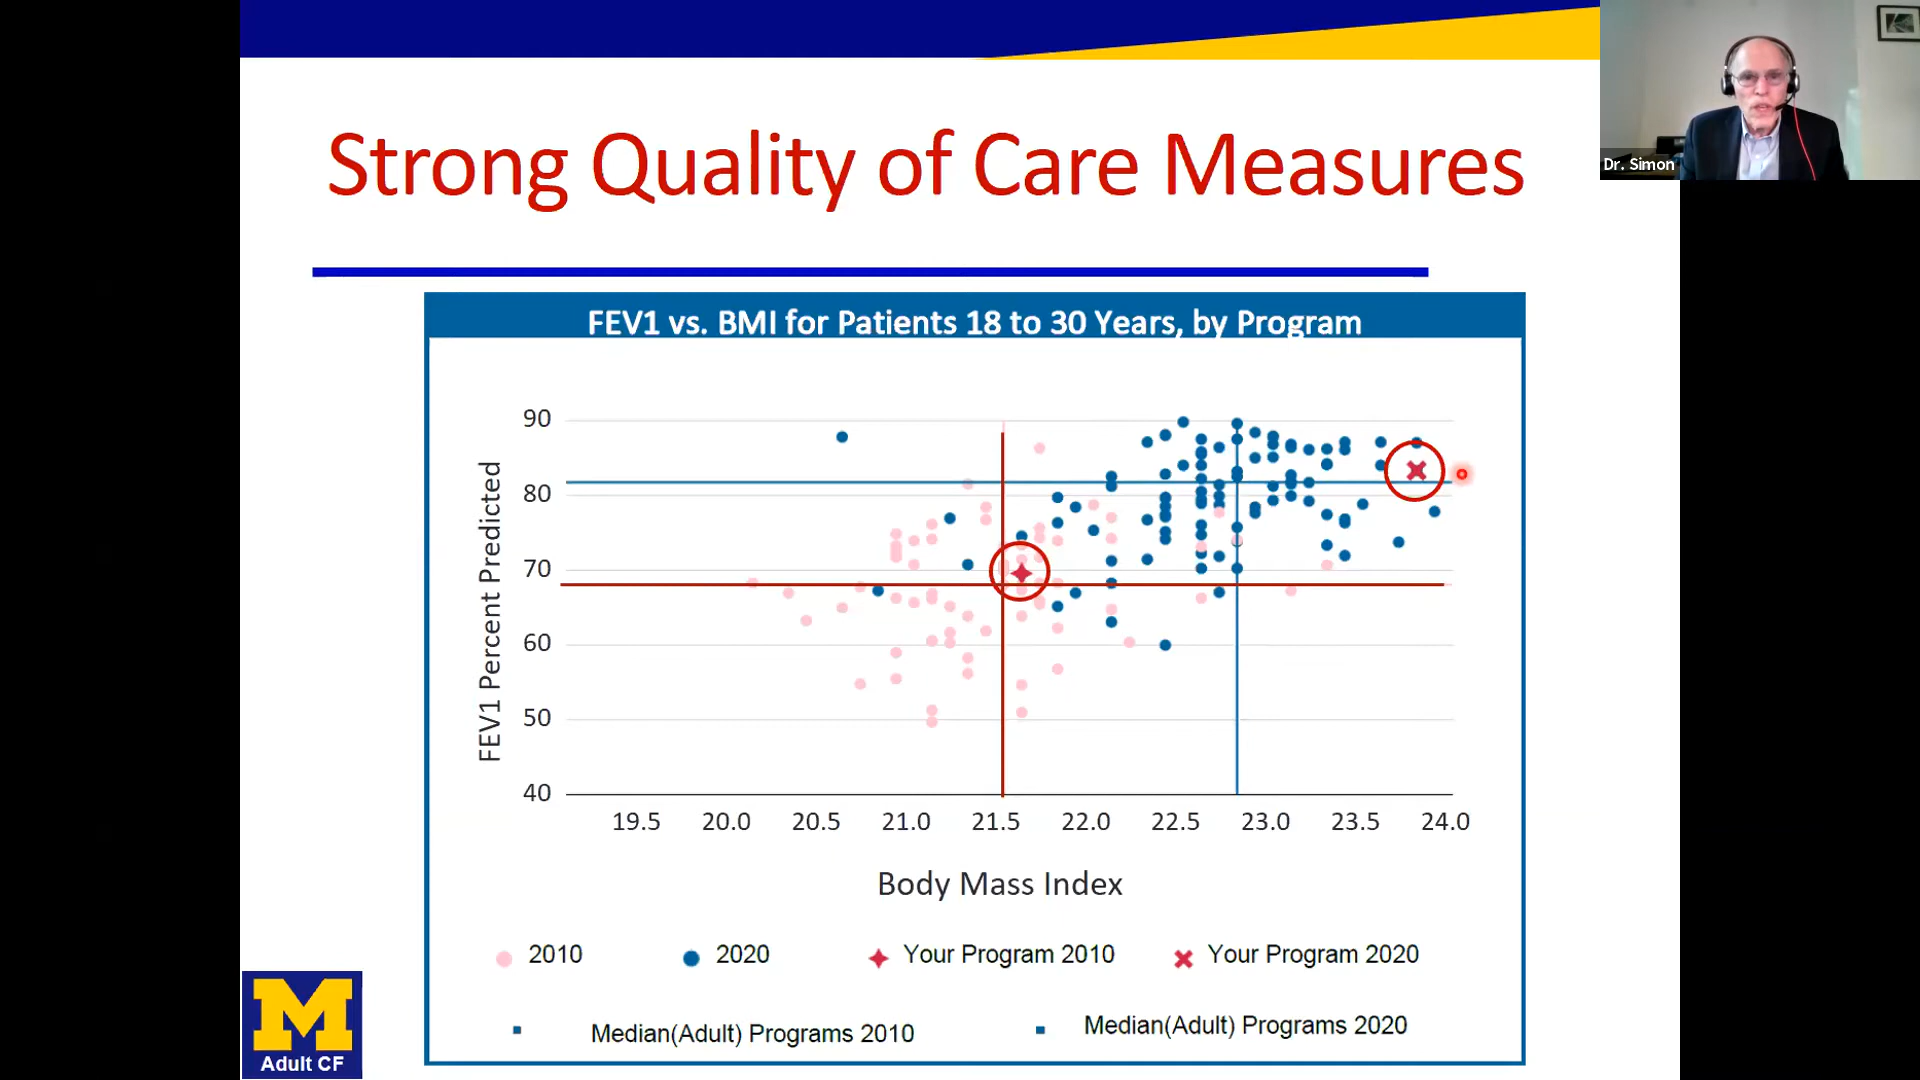 Strong Quality of Care Measures
Dr. Simon
FEV1 vs. BMI for Patients 18 to 30 Years, by Program
FEV1 Percent Predicted
90
80
70
60
50
40
19.5 20.0 20.5 21.0 21.5 22.0 22.5 23.0 23.5 24.0
Body Mass Index
2010 2020 Your Program 2010 Your Program 2020
Median(Adult) Programs 2010 Median(Adult) Programs 2020
M
Adult CF